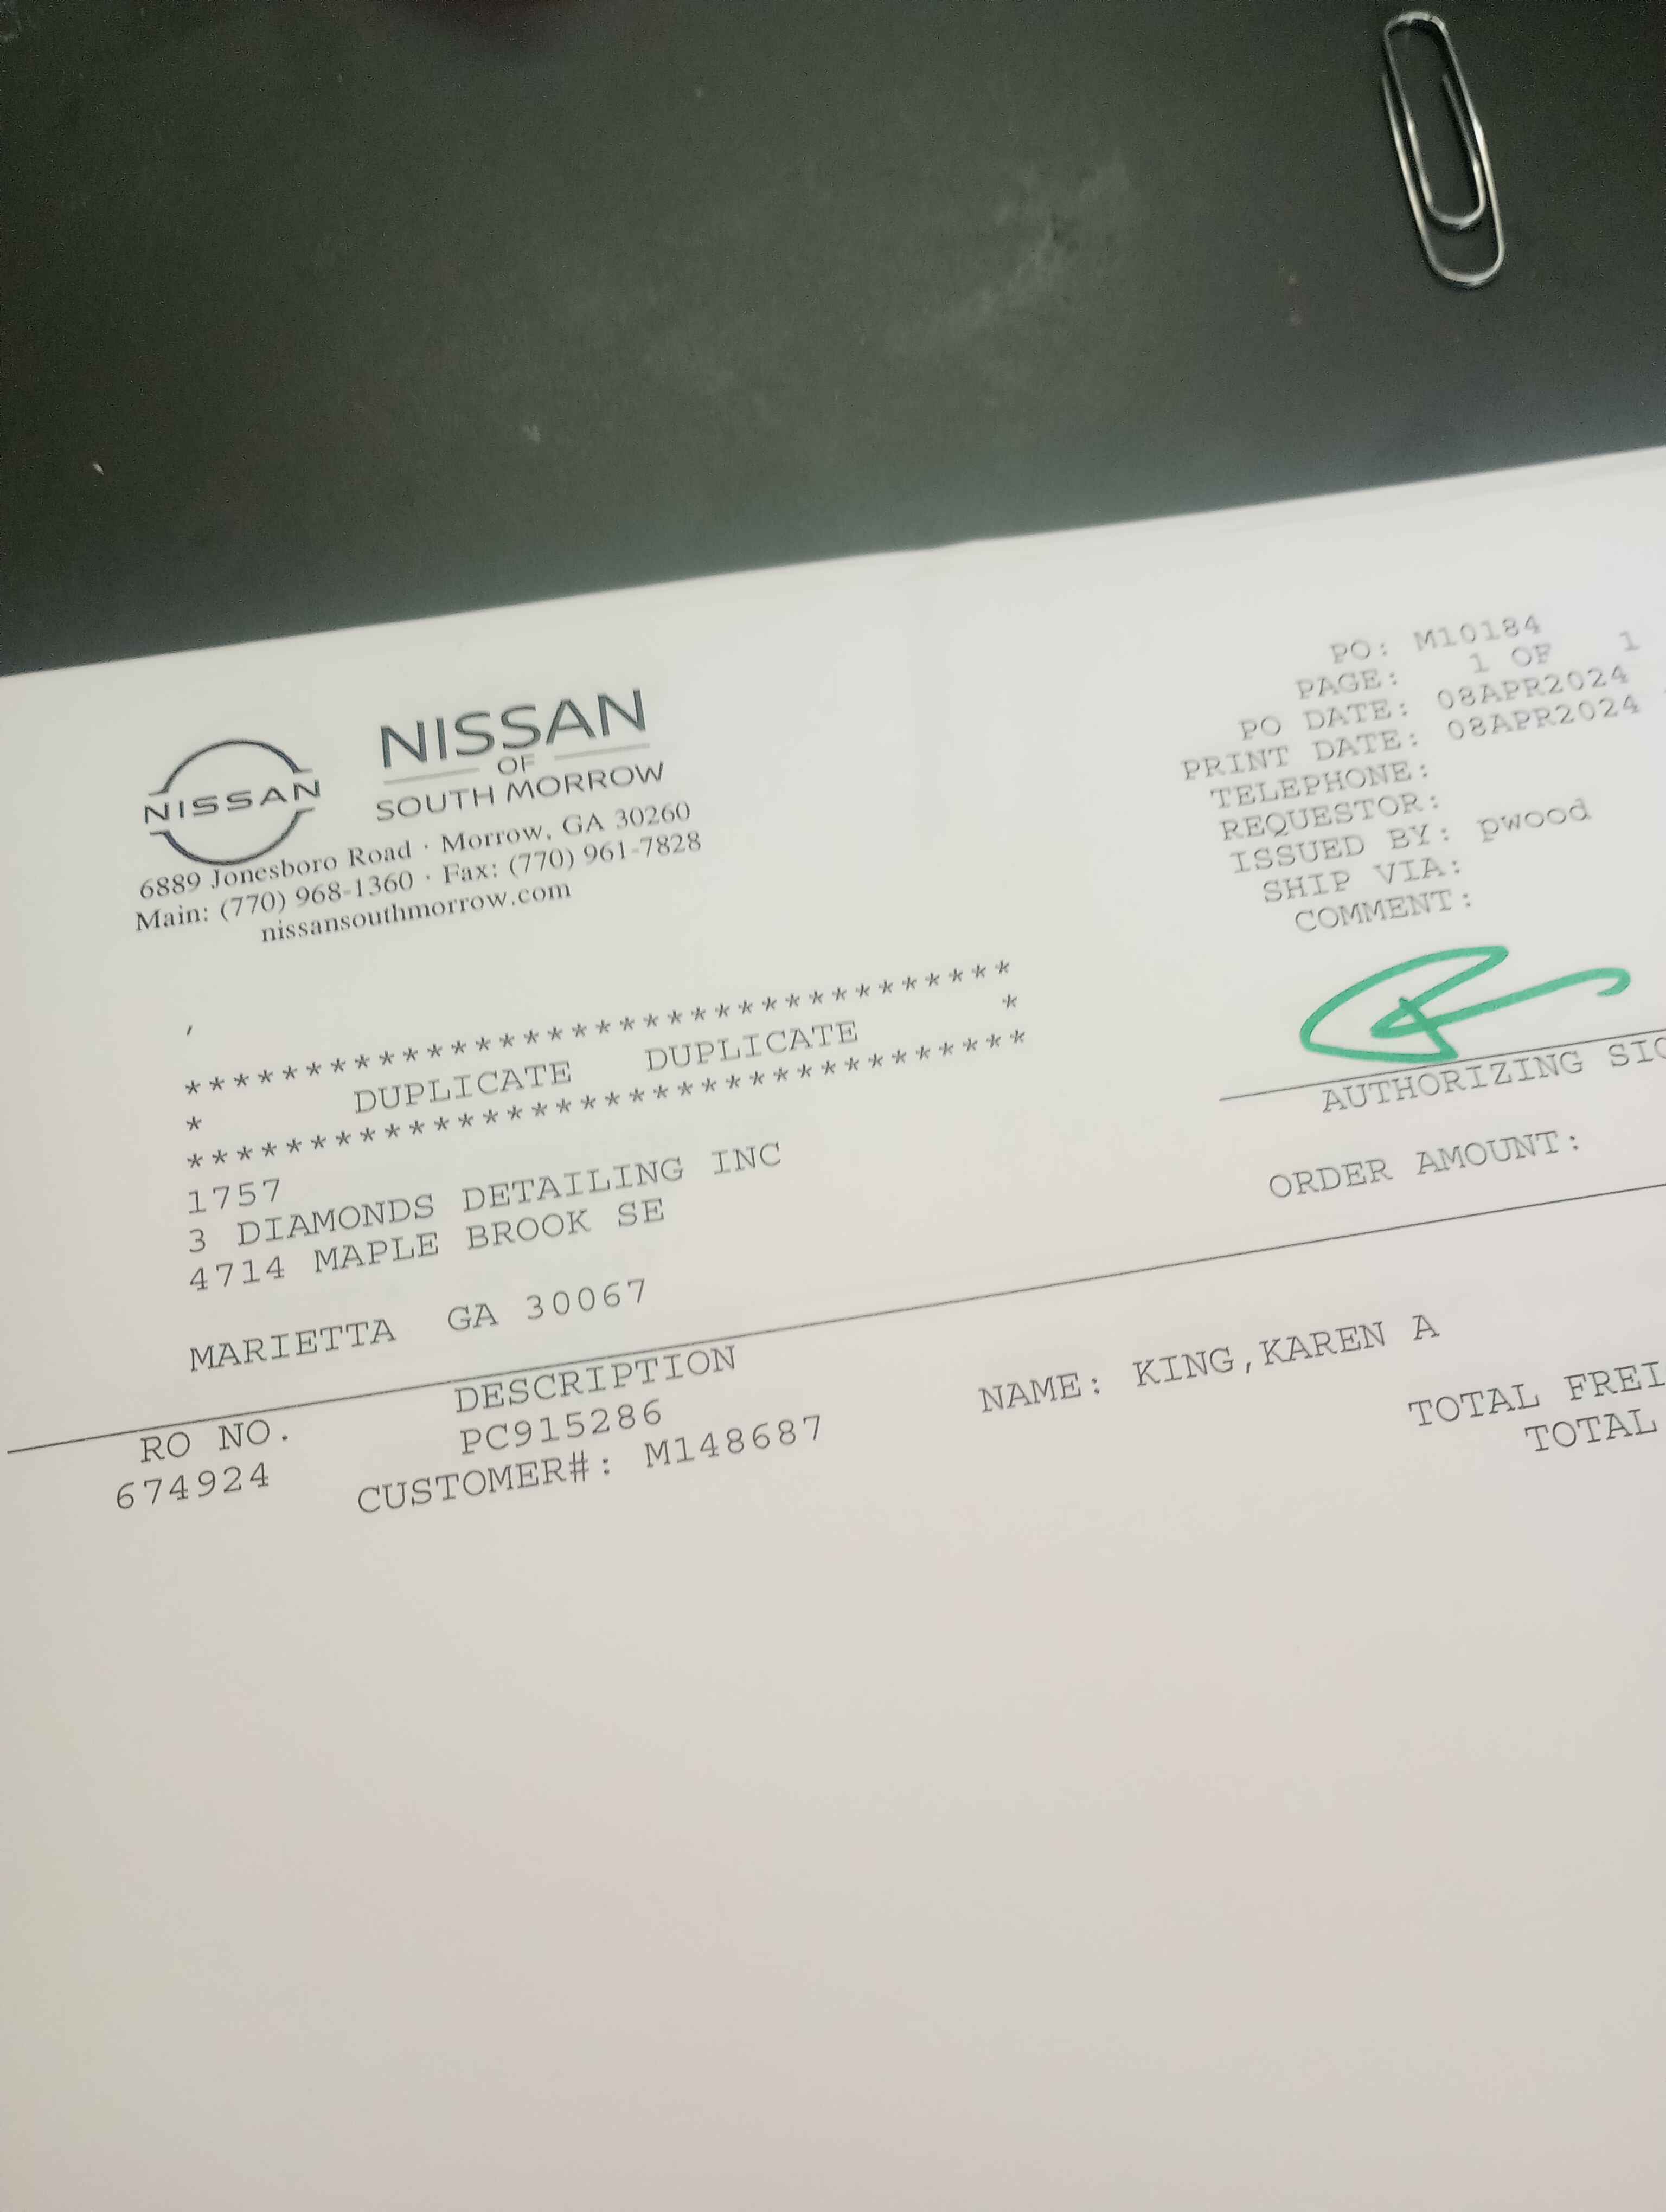 NISSAN
NISSAN
OF
SOUTH MORROW
6889 Jonesboro Road · Morrow, GA 30260
Main: (770) 968-1360 · Fax: (770) 961-7828
nissansouthmorrow.com
PO: M10184
PAGE: 1 OF 1
PO DATE: 08APR2024
PRINT DATE: 08APR2024
TELEPHONE:
REQUESTOR:
ISSUED BY: pwood
SHIP VIA:
COMMENT:
,
***********************************
* DUPLICATE DUPLICATE *
***********************************
AUTHORIZING SIG
1757
3 DIAMONDS DETAILING INC
4714 MAPLE BROOK SE
ORDER AMOUNT:
MARIETTA GA 30067
RO NO. DESCRIPTION
674924 PC915286
CUSTOMER#: M148687 NAME: KING,KAREN A
TOTAL FREI
TOTAL